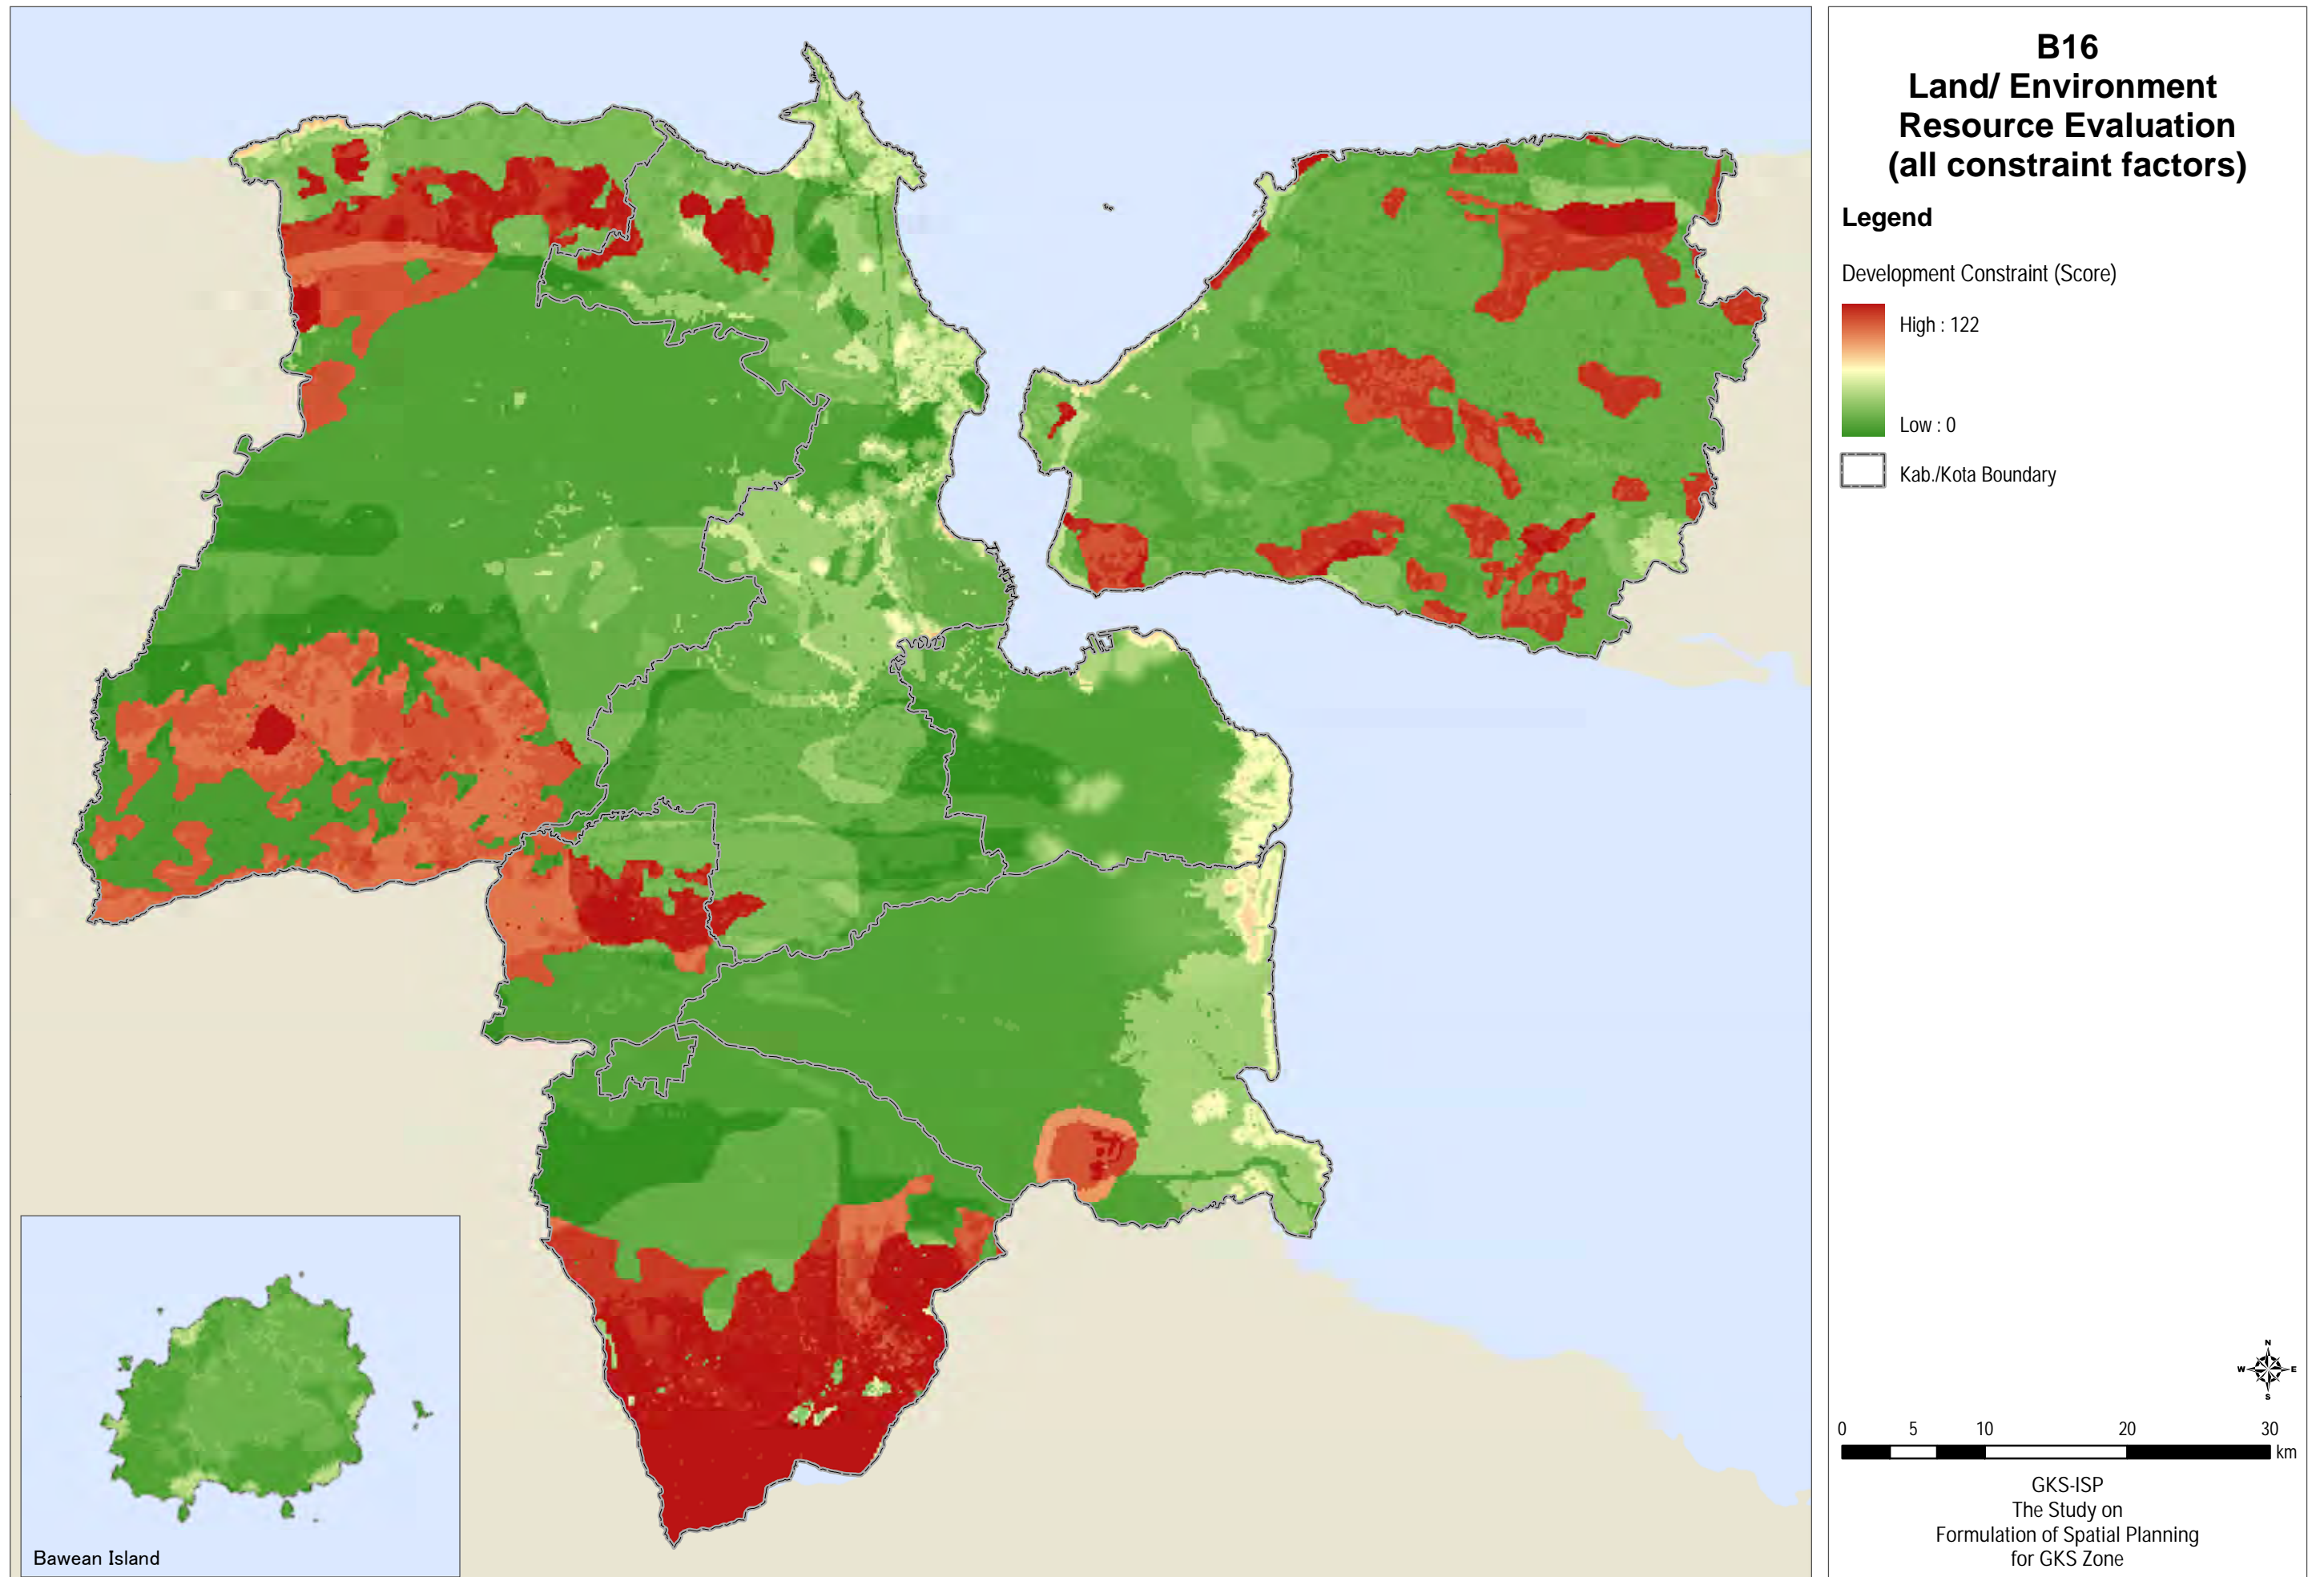 B16
Land/ Environment
Resource Evaluation
(all constraint factors)
Legend
Development Constraint (Score)
High : 122
Low : 0
Kab./Kota Boundary
N
W E
S
0 5 10 20 30
km
GKS-ISP
The Study on
Formulation of Spatial Planning
for GKS Zone
Bawean Island